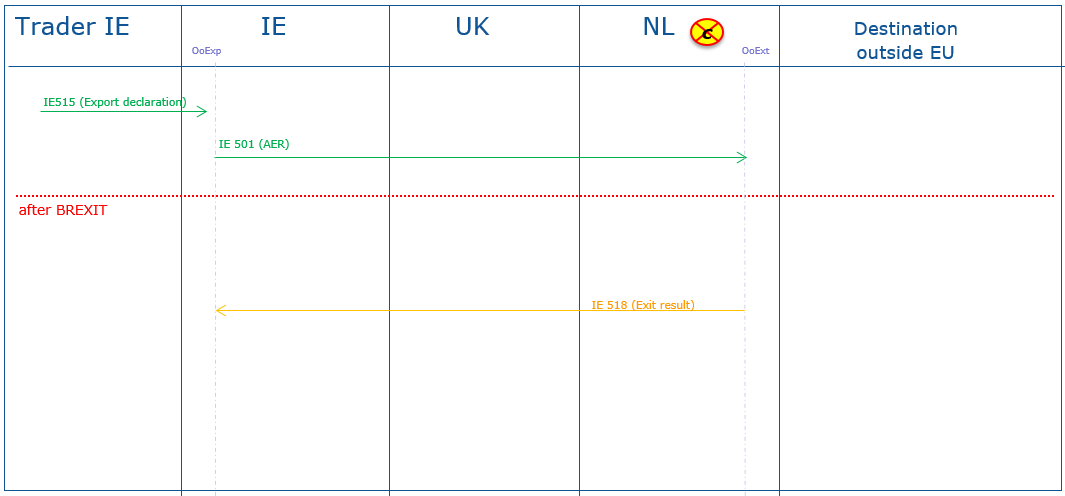 Trader IE
IE
UK
NL
c
Destination
outside EU
OoExp
OoExt
IE515 (Export declaration)
IE 501 (AER)
after BREXIT
IE 518 (Exit result)